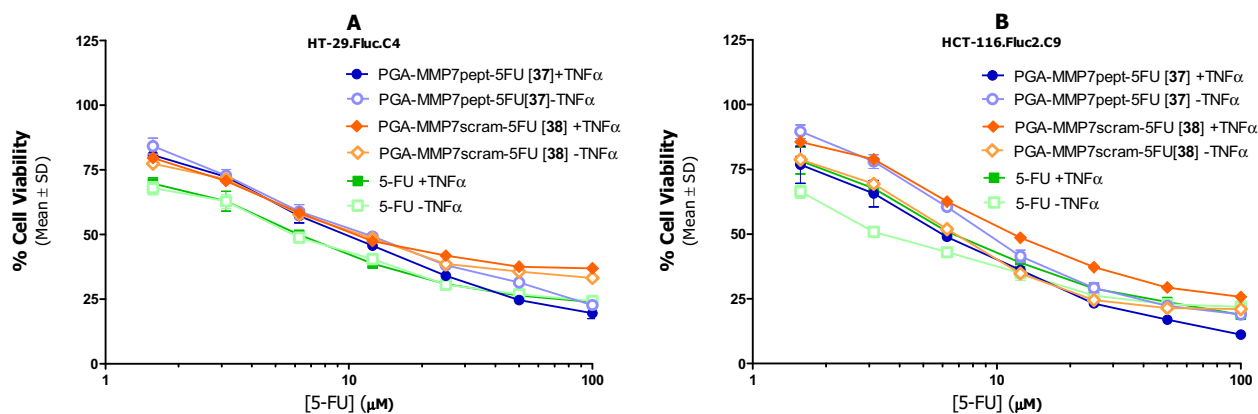 A
HT-29.Fluc.C4
% Cell Viability
(Mean ± SD)
125
100
75
50
25
0
PGA-MMP7pept-5FU [37]+TNFα
PGA-MMP7pept-5FU[37]-TNFα
PGA-MMP7scram-5FU [38] +TNFα
PGA-MMP7scram-5FU [38] -TNFα
5-FU +TNFα
5-FU -TNFα
1
10
100
[5-FU] (μM)
B
HCT-116.Fluc2.C9
% Cell Viability
(Mean ± SD)
125
100
75
50
25
0
PGA-MMP7pept-5FU [37] +TNFα
PGA-MMP7pept-5FU [37] -TNFα
PGA-MMP7scram-5FU [38] +TNFα
PGA-MMP7scram-5FU[38] -TNFα
5-FU +TNFα
5-FU -TNFα
1
10
100
[5-FU] (μM)